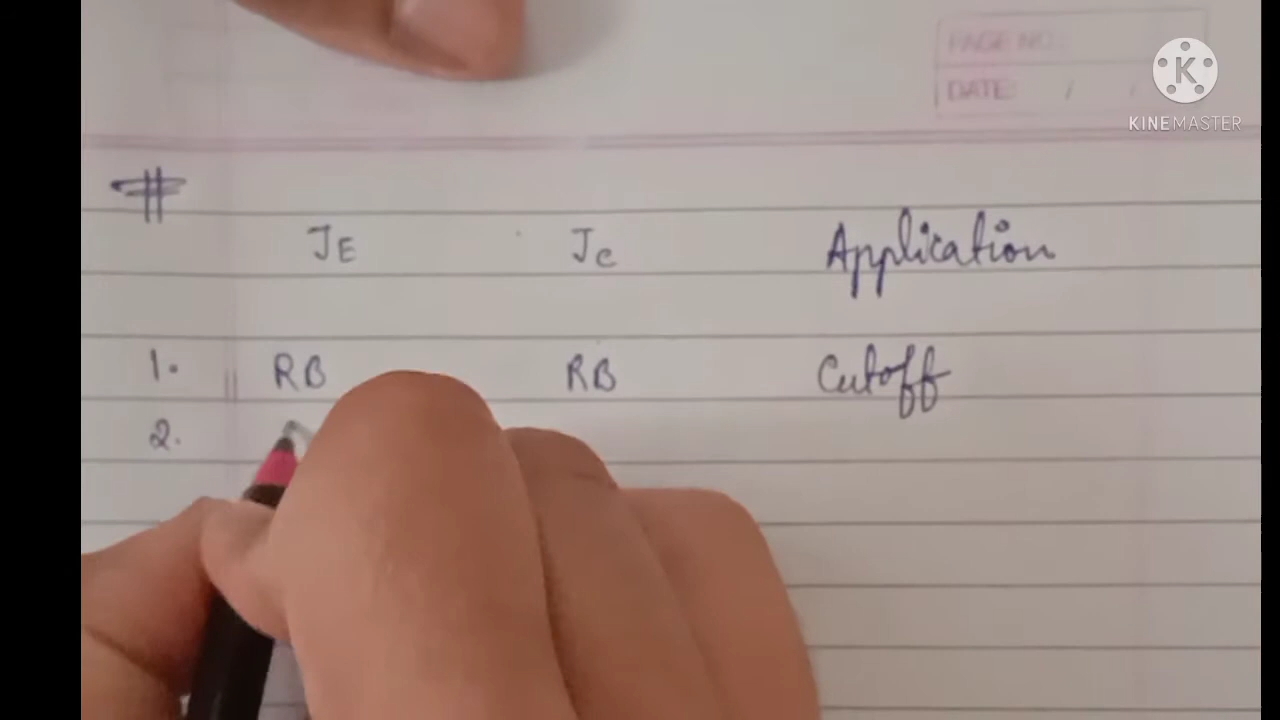 PAGE NO.:
DATE: / /
K
KINEMASTER
#
JE JC Application
1. RB RB Cutoff
2.